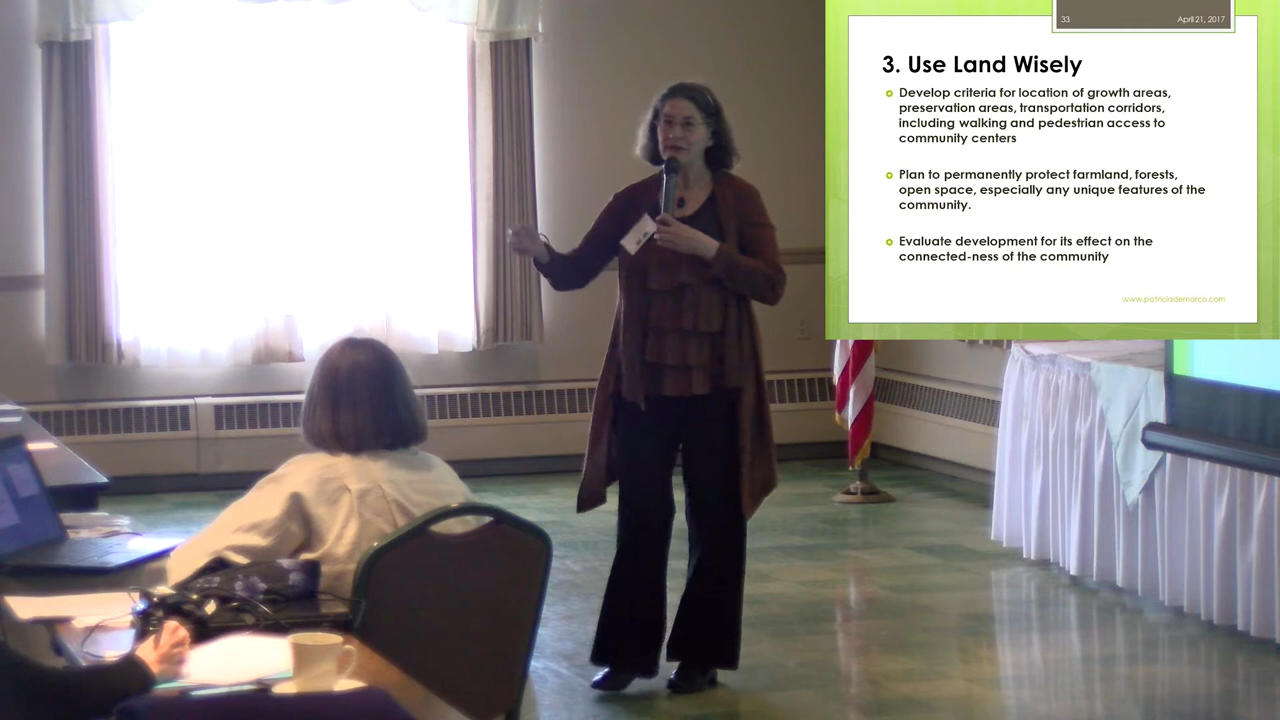 33 April 21, 2017
3. Use Land Wisely
Develop criteria for location of growth areas,
preservation areas, transportation corridors,
including walking and pedestrian access to
community centers
Plan to permanently protect farmland, forests,
open space, especially any unique features of the
community.
Evaluate development for its effect on the
connected-ness of the community
www.patriciademarco.com